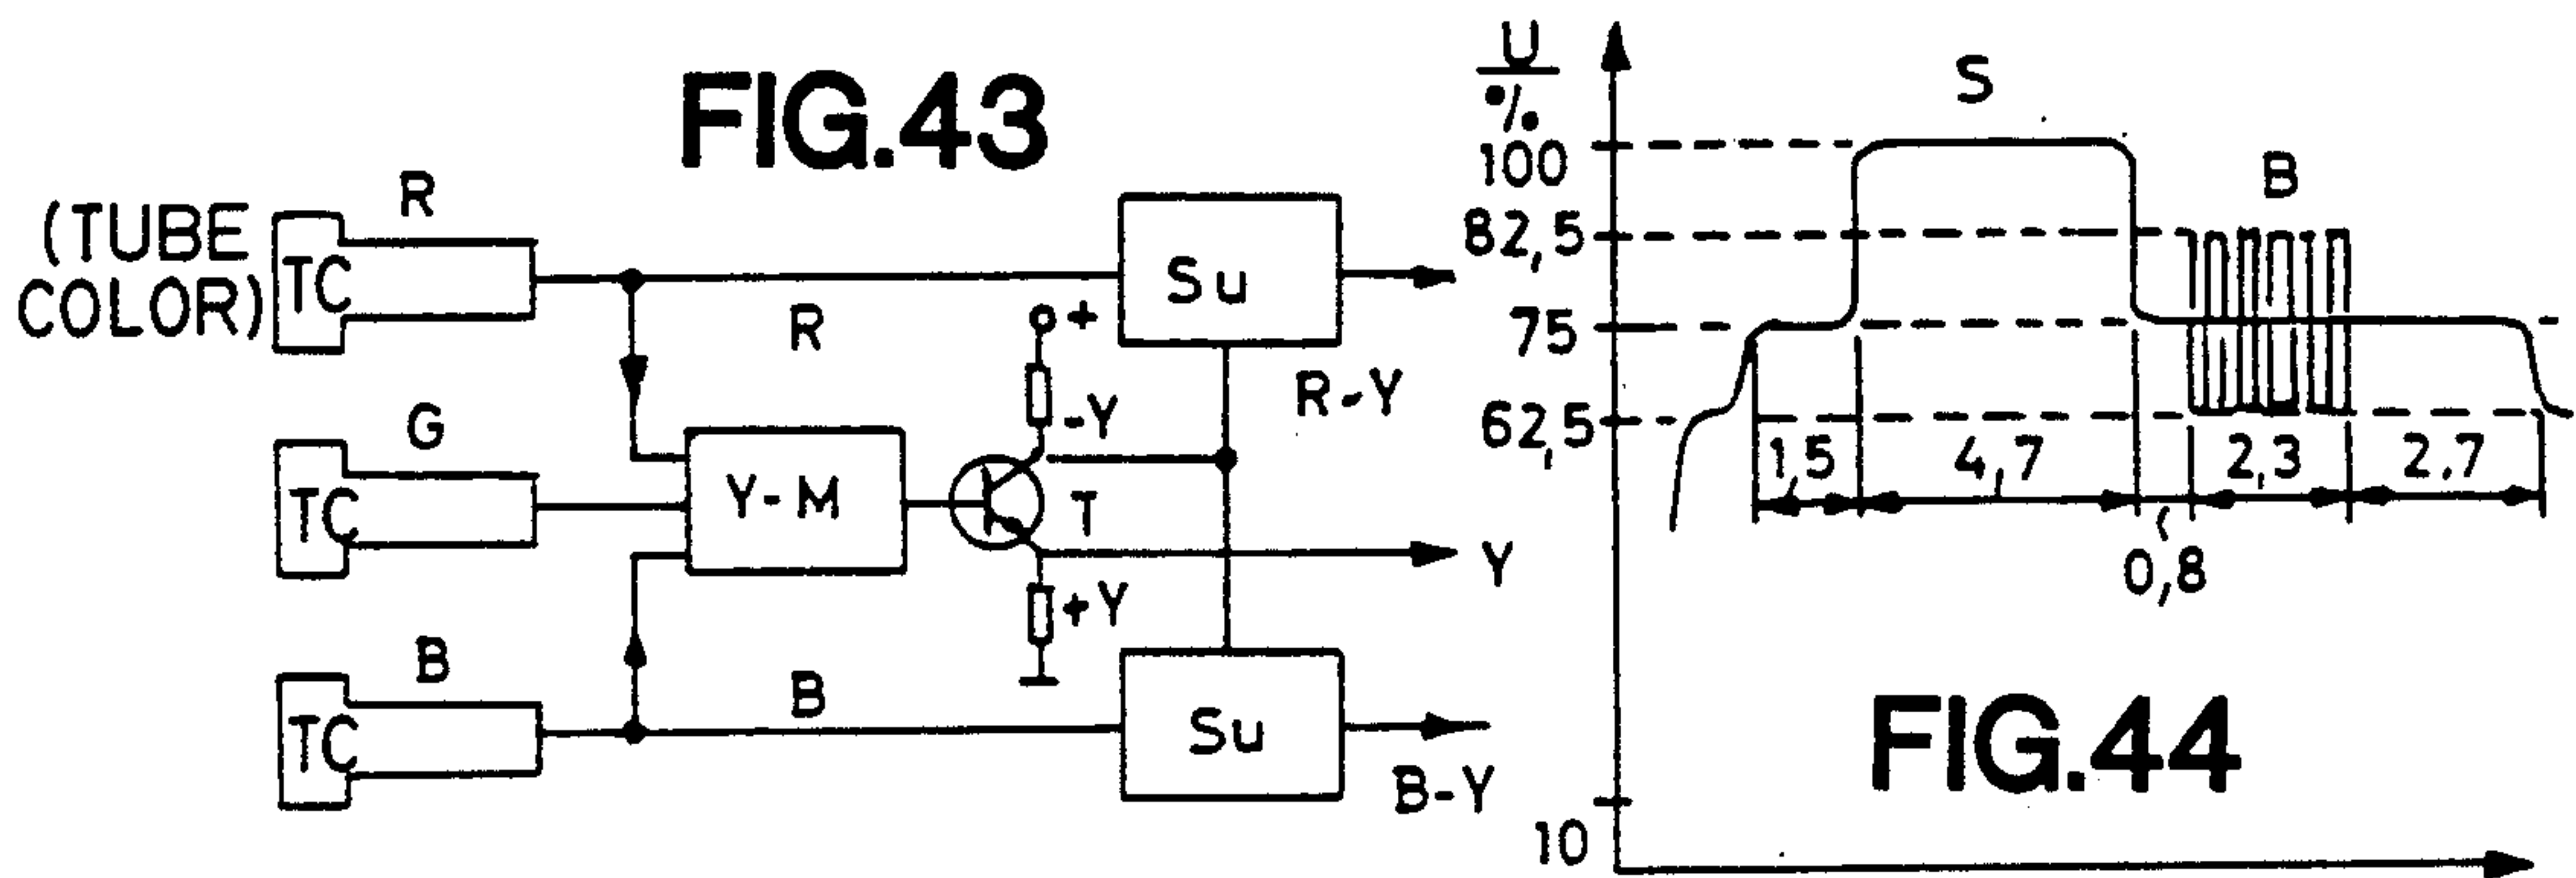 FIG.43
(TUBE
COLOR)
TC
R
R
Su
R-Y
+
-Y
TC
G
Y-M
T
Y
+Y
TC
B
B
Su
B-Y
U
%
S
B
100
82,5
75
62,5
10
1,5
4,7
0,8
2,3
2,7
FIG.44